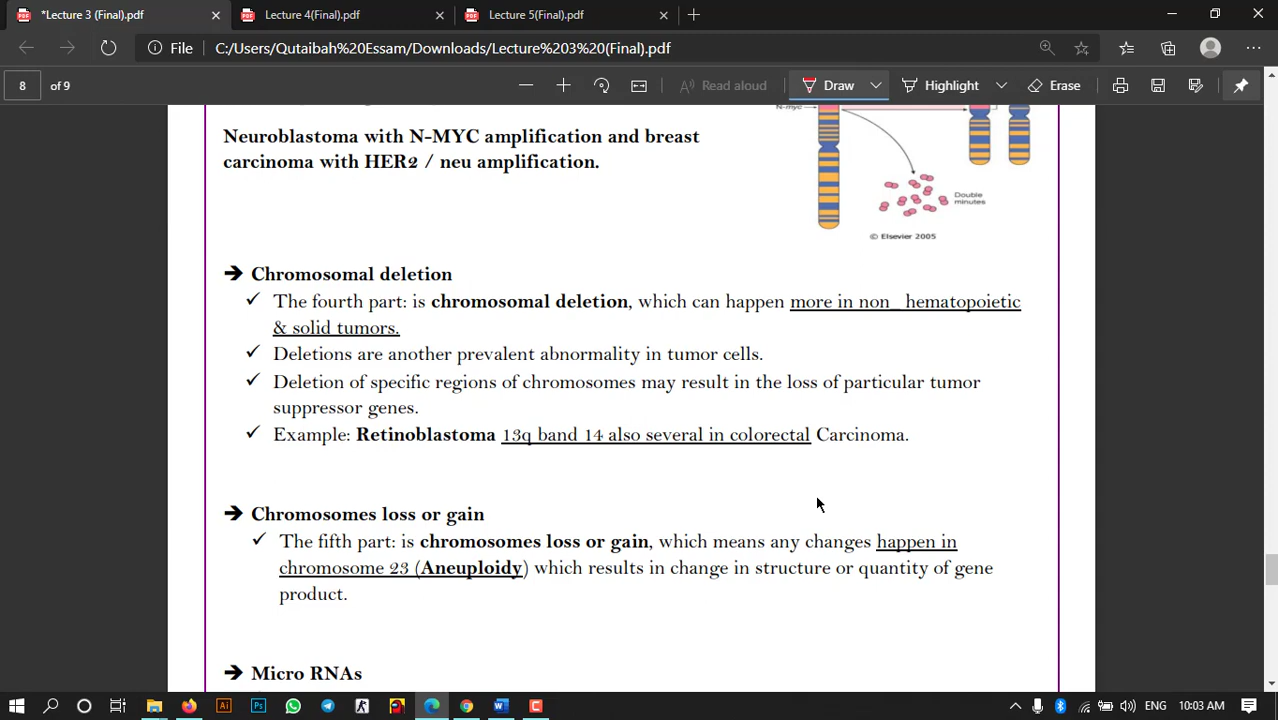 *Lecture 3 (Final).pdf
Lecture 4(Final).pdf
Lecture 5(Final).pdf
File
C:/Users/Qutaibah%20Essam/Downloads/Lecture%203%20(Final).pdf
8
of 9
Read aloud
Draw
Highlight
Erase
N-myc
Neuroblastoma with N-MYC amplification and breast
carcinoma with HER2 / neu amplification.
Double
minutes
© Elsevier 2005
➔ Chromosomal deletion
✓ The fourth part: is chromosomal deletion, which can happen more in non_ hematopoietic
& solid tumors.
✓ Deletions are another prevalent abnormality in tumor cells.
✓ Deletion of specific regions of chromosomes may result in the loss of particular tumor
suppressor genes.
✓ Example: Retinoblastoma 13q band 14 also several in colorectal Carcinoma.
➔ Chromosomes loss or gain
✓ The fifth part: is chromosomes loss or gain, which means any changes happen in
chromosome 23 (Aneuploidy) which results in change in structure or quantity of gene
product.
➔ Micro RNAs
Ai
Ps
ENG
10:03 AM